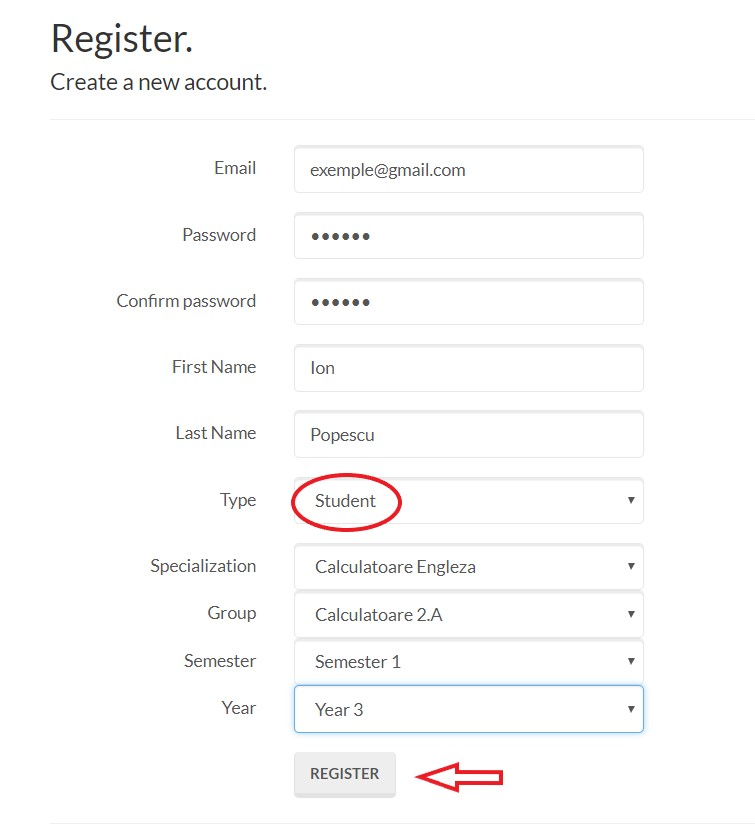 Register.
Create a new account.
Email exemple@gmail.com
Password ••••••
Confirm password ••••••
First Name Ion
Last Name Popescu
Type Student
Specialization Calculatoare Engleza
Group Calculatoare 2.A
Semester Semester 1
Year Year 3
REGISTER